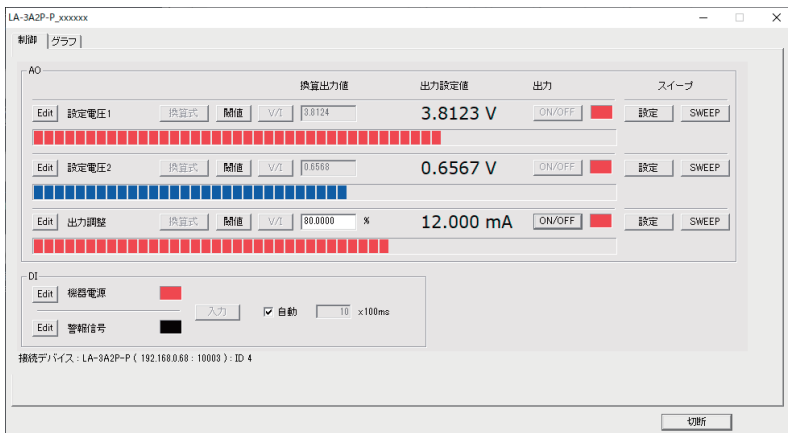 LA-3A2P-P_xxxxxx
制御 グラフ
AO
換算出力値 出力設定値 出力 スイープ
Edit 設定電圧1 換算式 閾値 V/I 3.8124 3.8123 V ON/OFF 設定 SWEEP
Edit 設定電圧2 換算式 閾値 V/I 0.6568 0.6567 V ON/OFF 設定 SWEEP
Edit 出力調整 換算式 閾値 V/I 80.0000 % 12.000 mA ON/OFF 設定 SWEEP
DI
Edit 機器電源
入力 自動 10 x100ms
Edit 警報信号
接続デバイス : LA-3A2P-P ( 192.168.0.68 : 10003 ) : ID 4
切断